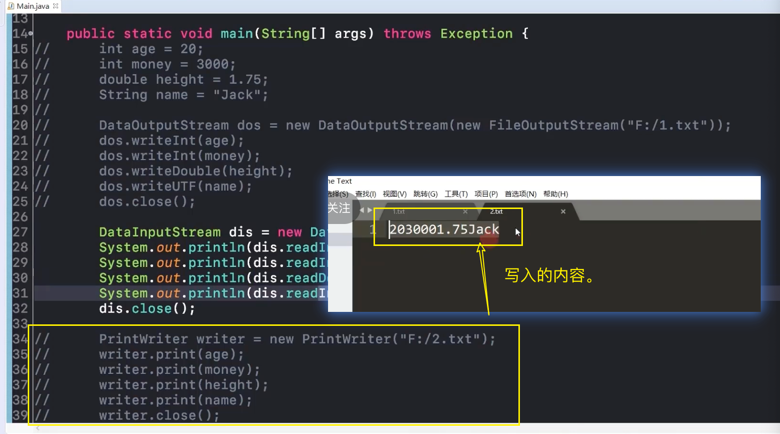 Main.java
13
14 public static void main(String[] args) throws Exception {
15 // int age = 20;
16 // int money = 3000;
17 // double height = 1.75;
18 // String name = "Jack";
19 //
20 // DataOutputStream dos = new DataOutputStream(new FileOutputStream("F:/1.txt"));
21 // dos.writeInt(age);
22 // dos.writeInt(money);
23 // dos.writeDouble(height);
24 // dos.writeUTF(name);
25 // dos.close();
26
27 DataInputStream dis = new Da
28 System.out.println(dis.readI
29 System.out.println(dis.readI
30 System.out.println(dis.readD
31 System.out.println(dis.readI
32 dis.close();
33
34 // PrintWriter writer = new PrintWriter("F:/2.txt");
35 // writer.print(age);
36 // writer.print(money);
37 // writer.print(height);
38 // writer.print(name);
39 // writer.close();
me Text
选择(S) 查找(I) 视图(V) 跳转(G) 工具(T) 项目(P) 首选项(N) 帮助(H)
关注
1.txt 2.txt
1 2030001.75Jack
写入的内容。